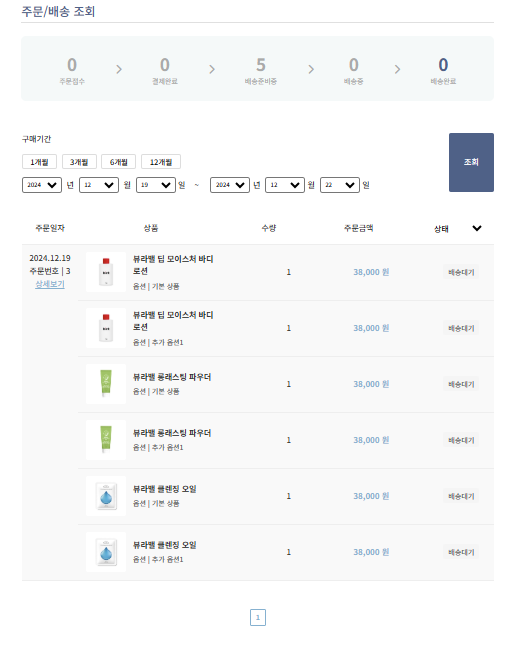 주문/배송 조회
0 0 5 0 0
주문접수 결제완료 배송준비중 배송중 배송완료
구매기간
1개월 3개월 6개월 12개월
조회
2024 년 12 월 19 일 ~ 2024 년 12 월 22 일
주문일자 상품 수량 주문금액 상태
2024.12.19
주문번호 | 3
상세보기
뷰라펠 딥 모이스처 바디
로션
옵션 | 기본 상품
1 38,000 원 배송대기
뷰라펠 딥 모이스처 바디
로션
옵션 | 추가 옵션1
1 38,000 원 배송대기
뷰라펠 롱래스팅 파우더
옵션 | 기본 상품
1 38,000 원 배송대기
뷰라펠 롱래스팅 파우더
옵션 | 추가 옵션1
1 38,000 원 배송대기
뷰라펠 클렌징 오일
옵션 | 기본 상품
1 38,000 원 배송대기
뷰라펠 클렌징 오일
옵션 | 추가 옵션1
1 38,000 원 배송대기
1